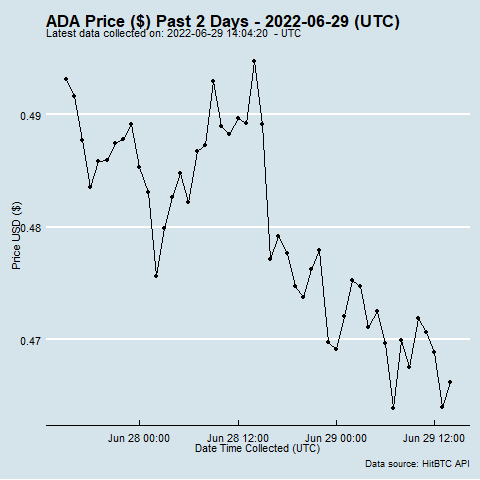 ADA Price ($) Past 2 Days - 2022-06-29 (UTC)
Latest data collected on: 2022-06-29 14:04:20  - UTC
0.49
0.48
0.47
Price USD ($)
Jun 28 00:00
Jun 28 12:00
Jun 29 00:00
Jun 29 12:00
Date Time Collected (UTC)
Data source: HitBTC API